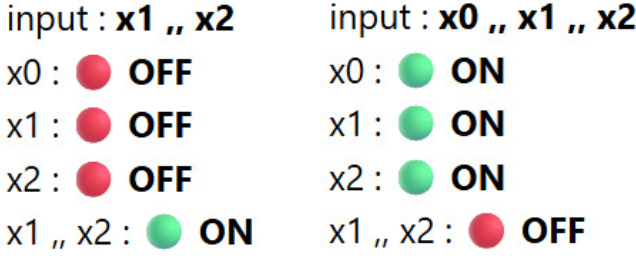 input : x1 ,, x2
x0 : OFF
x1 : OFF
x2 : OFF
x1 ,, x2 : ON
input : x0 ,, x1 ,, x2
x0 : ON
x1 : ON
x2 : ON
x1 ,, x2 : OFF